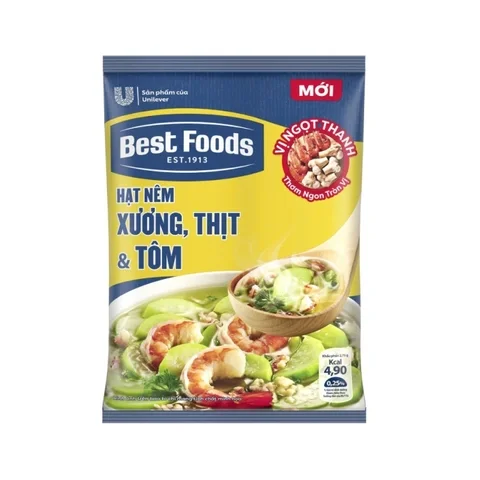 Sản phẩm của
Unilever
MỚI
Best Foods
EST.1913
VỊ NGỌT THANH
Thơm Ngon Tròn Vị
HẠT NÊM
XƯƠNG, THỊT
& TÔM
Kcal
4,90
0,25%